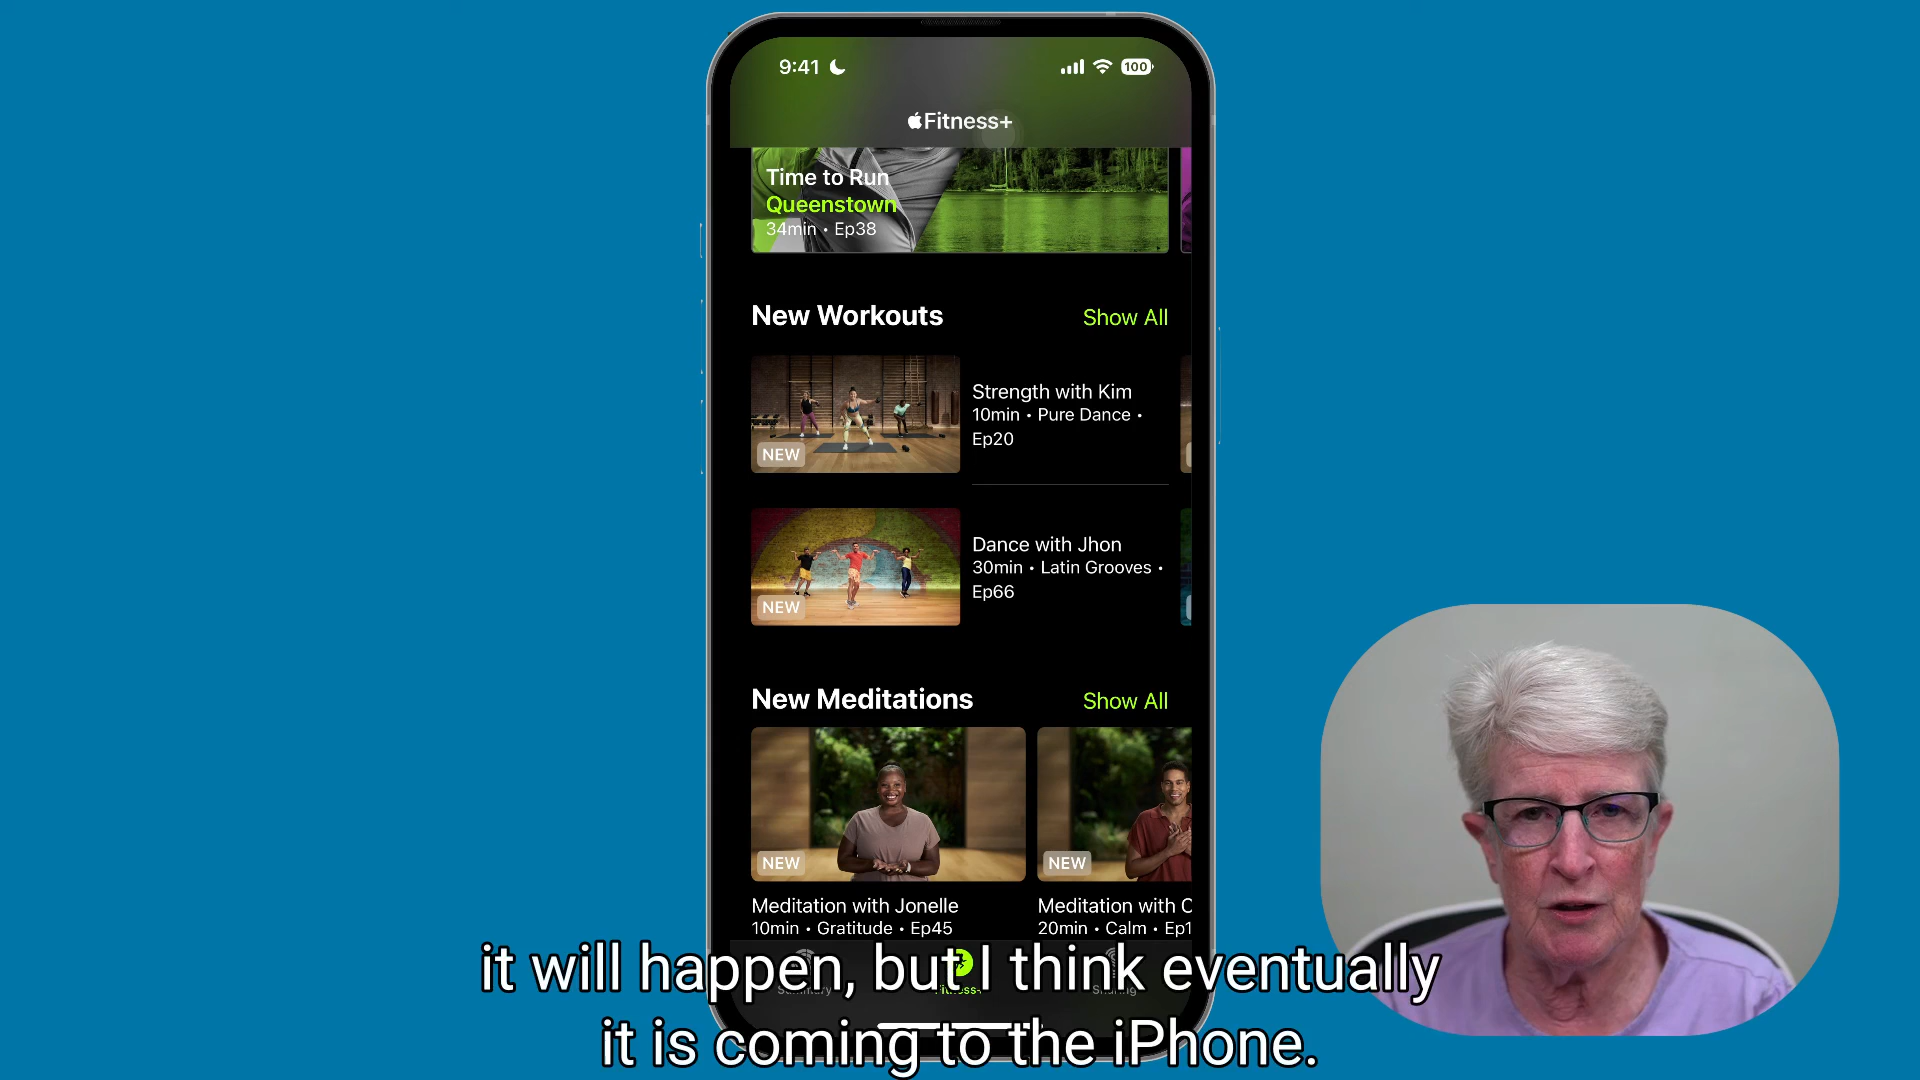 9:41
100
Fitness+
Time to Run
Queenstown
34min • Ep38
New Workouts
Show All
NEW
Strength with Kim
10min • Pure Dance •
Ep20
NEW
Dance with Jhon
30min • Latin Grooves •
Ep66
New Meditations
Show All
NEW
NEW
Meditation with Jonelle
10min • Gratitude • Ep45
Meditation with C
20min • Calm • Ep1
Summary
Fitness+
Sharing
it will happen, but I think eventually
it is coming to the iPhone.